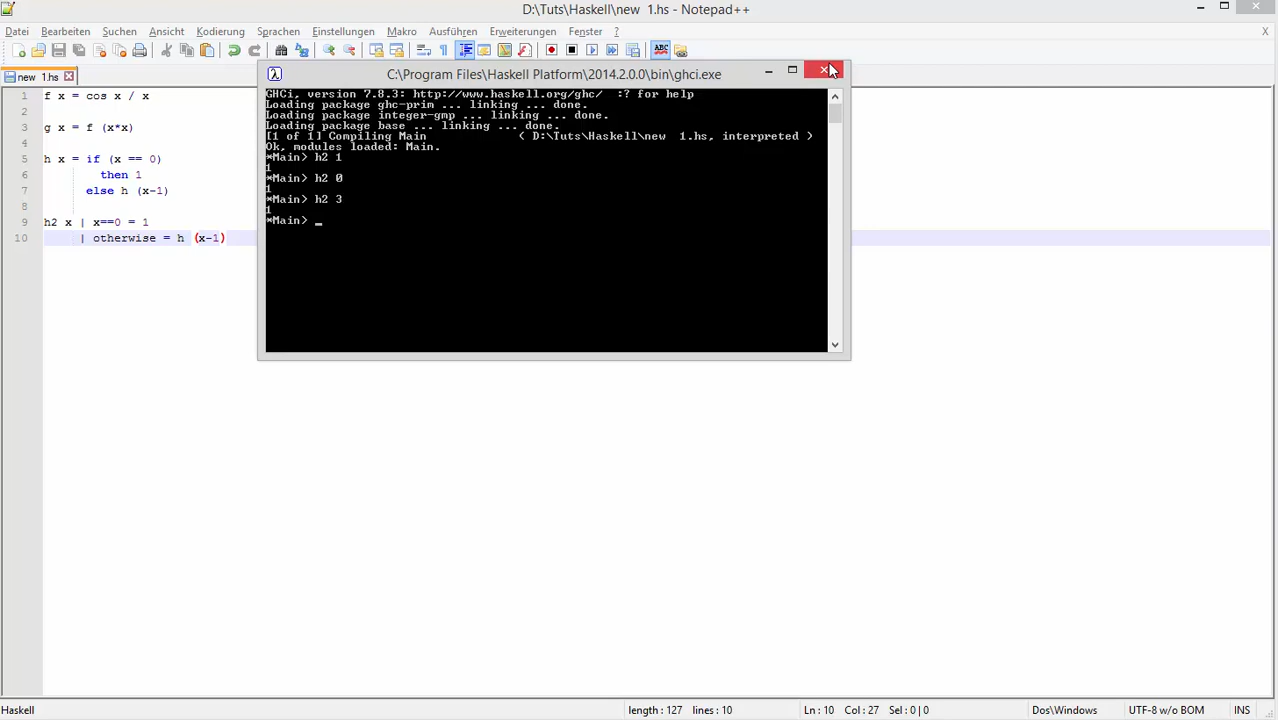 D:\Tuts\Haskell\new  1.hs - Notepad++
Datei Bearbeiten Suchen Ansicht Kodierung Sprachen Einstellungen Makro Ausführen Erweiterungen Fenster ? X
ABC
new  1.hs
C:\Program Files\Haskell Platform\2014.2.0.0\bin\ghci.exe
1 f x = cos x / x
2
3 g x = f (x*x)
4
5 h x = if (x == 0)
6 then 1
7 else h (x-1)
8
9 h2 x | x==0 = 1
10 | otherwise = h (x-1)
GHCi, version 7.8.3: http://www.haskell.org/ghc/  :? for help
Loading package ghc-prim ... linking ... done.
Loading package integer-gmp ... linking ... done.
Loading package base ... linking ... done.
[1 of 1] Compiling Main ( D:\Tuts\Haskell\new  1.hs, interpreted )
Ok, modules loaded: Main.
*Main> h2 1
1
*Main> h2 0
1
*Main> h2 3
1
*Main> _
Haskell length : 127 lines : 10 Ln : 10 Col : 27 Sel : 0 | 0 Dos\Windows UTF-8 w/o BOM INS